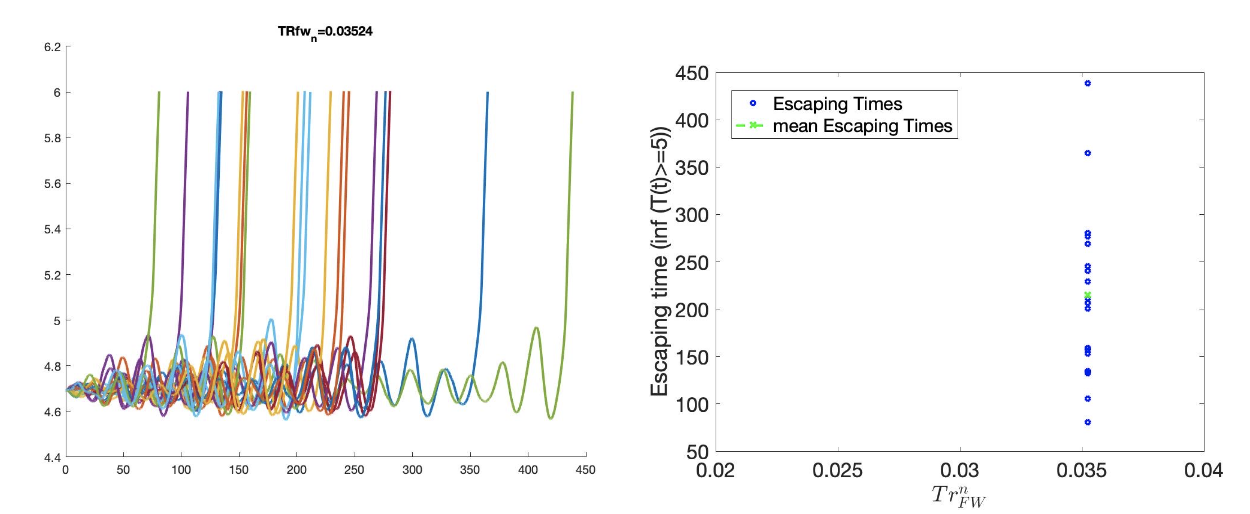 TRfw_n=0.03524
6.2
6
5.8
5.6
5.4
5.2
5
4.8
4.6
4.4
0 50 100 150 200 250 300 350 400 450
Escaping time (inf (T(t)>=5))
450
400
350
300
250
200
150
100
50
Escaping Times
mean Escaping Times
0.02 0.025 0.03 0.035 0.04
Tr^n_{FW}